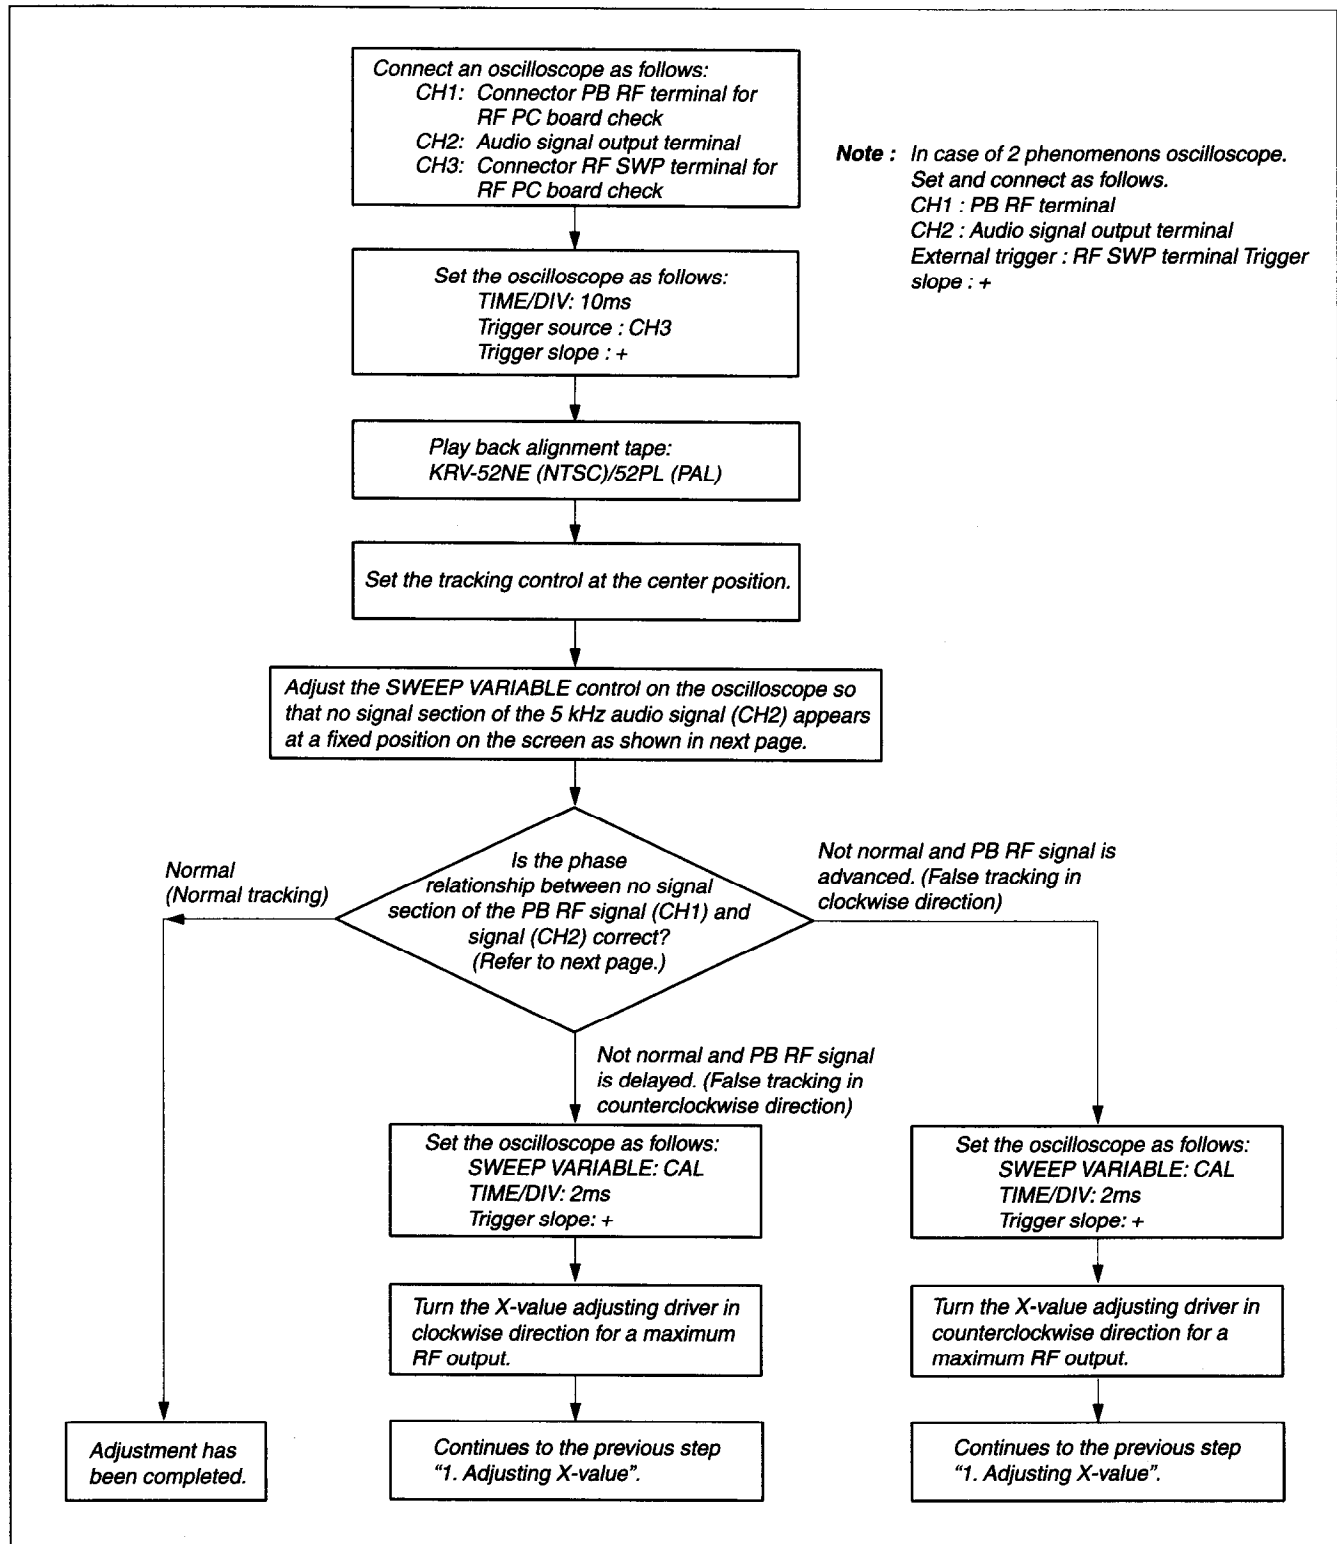 Connect an oscilloscope as follows:
CH1: Connector PB RF terminal for
RF PC board check
CH2: Audio signal output terminal
CH3: Connector RF SWP terminal for
RF PC board check
Note : In case of 2 phenomenons oscilloscope.
Set and connect as follows.
CH1 : PB RF terminal
CH2 : Audio signal output terminal
External trigger : RF SWP terminal Trigger
slope : +
Set the oscilloscope as follows:
TIME/DIV: 10ms
Trigger source : CH3
Trigger slope : +
Play back alignment tape:
KRV-52NE (NTSC)/52PL (PAL)
Set the tracking control at the center position.
Adjust the SWEEP VARIABLE control on the oscilloscope so
that no signal section of the 5 kHz audio signal (CH2) appears
at a fixed position on the screen as shown in next page.
Is the phase
relationship between no signal
section of the PB RF signal (CH1) and
signal (CH2) correct?
(Refer to next page.)
Normal
(Normal tracking)
Not normal and PB RF signal is
advanced. (False tracking in
clockwise direction)
Not normal and PB RF signal
is delayed. (False tracking in
counterclockwise direction)
Set the oscilloscope as follows:
SWEEP VARIABLE: CAL
TIME/DIV: 2ms
Trigger slope: +
Set the oscilloscope as follows:
SWEEP VARIABLE: CAL
TIME/DIV: 2ms
Trigger slope: +
Turn the X-value adjusting driver in
clockwise direction for a maximum
RF output.
Turn the X-value adjusting driver in
counterclockwise direction for a
maximum RF output.
Adjustment has
been completed.
Continues to the previous step
“1. Adjusting X-value”.
Continues to the previous step
“1. Adjusting X-value”.